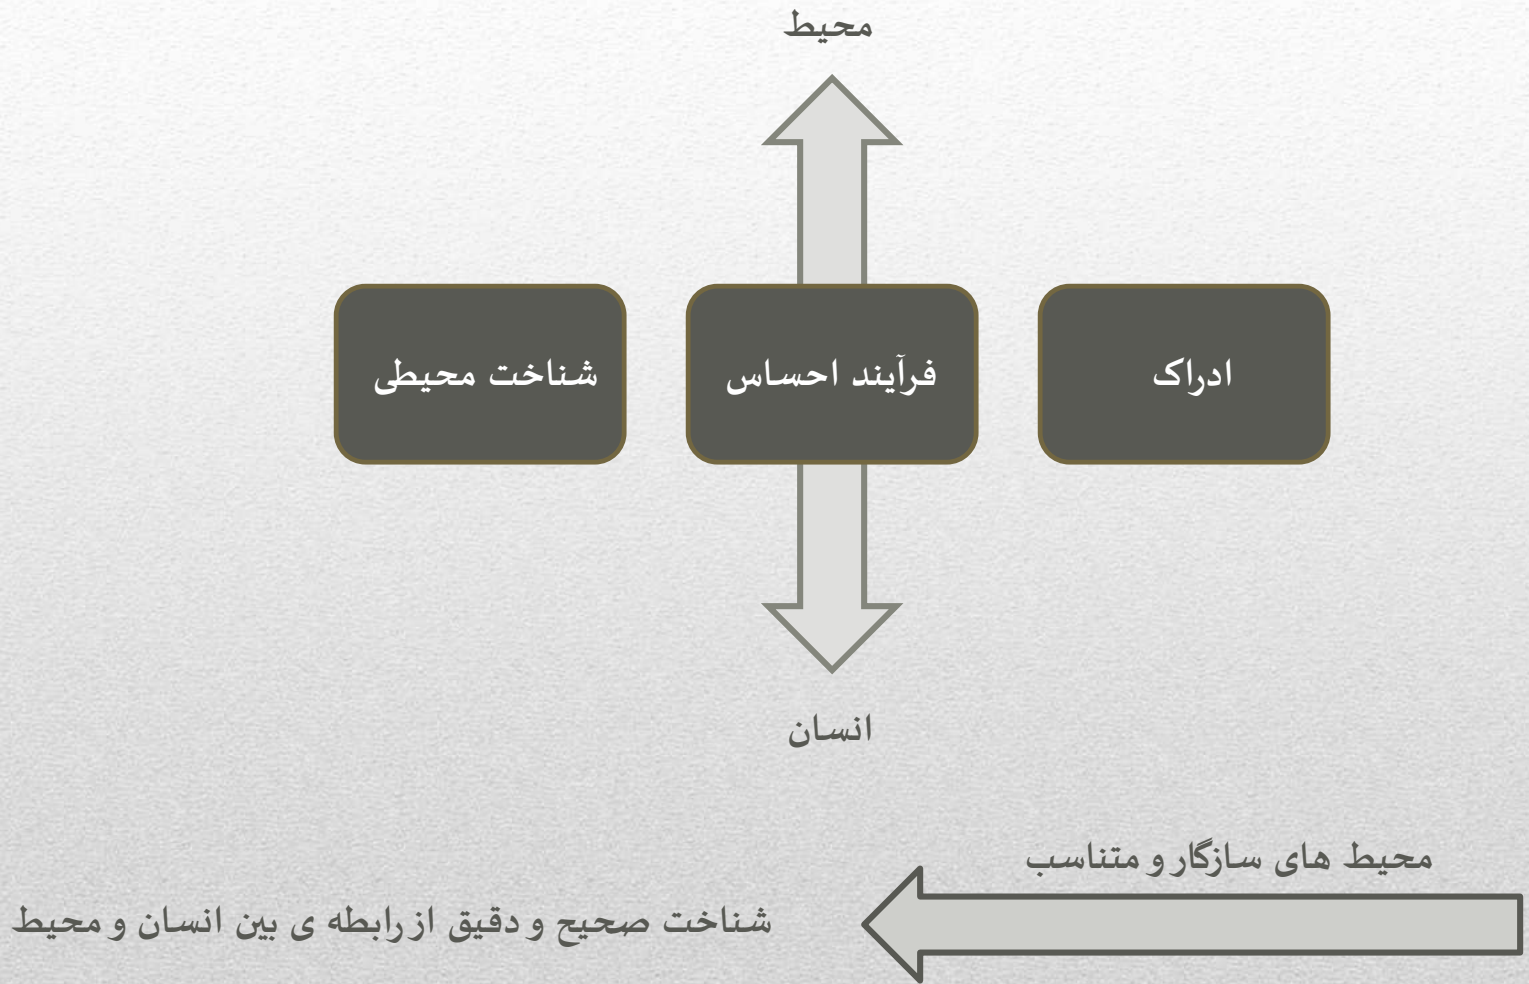 محیط
ادراک
فرآیند احساس
شناخت محیطی
انسان
محیط های سازگار و متناسب
شناخت صحیح و دقیق از رابطه ی بین انسان و محیط